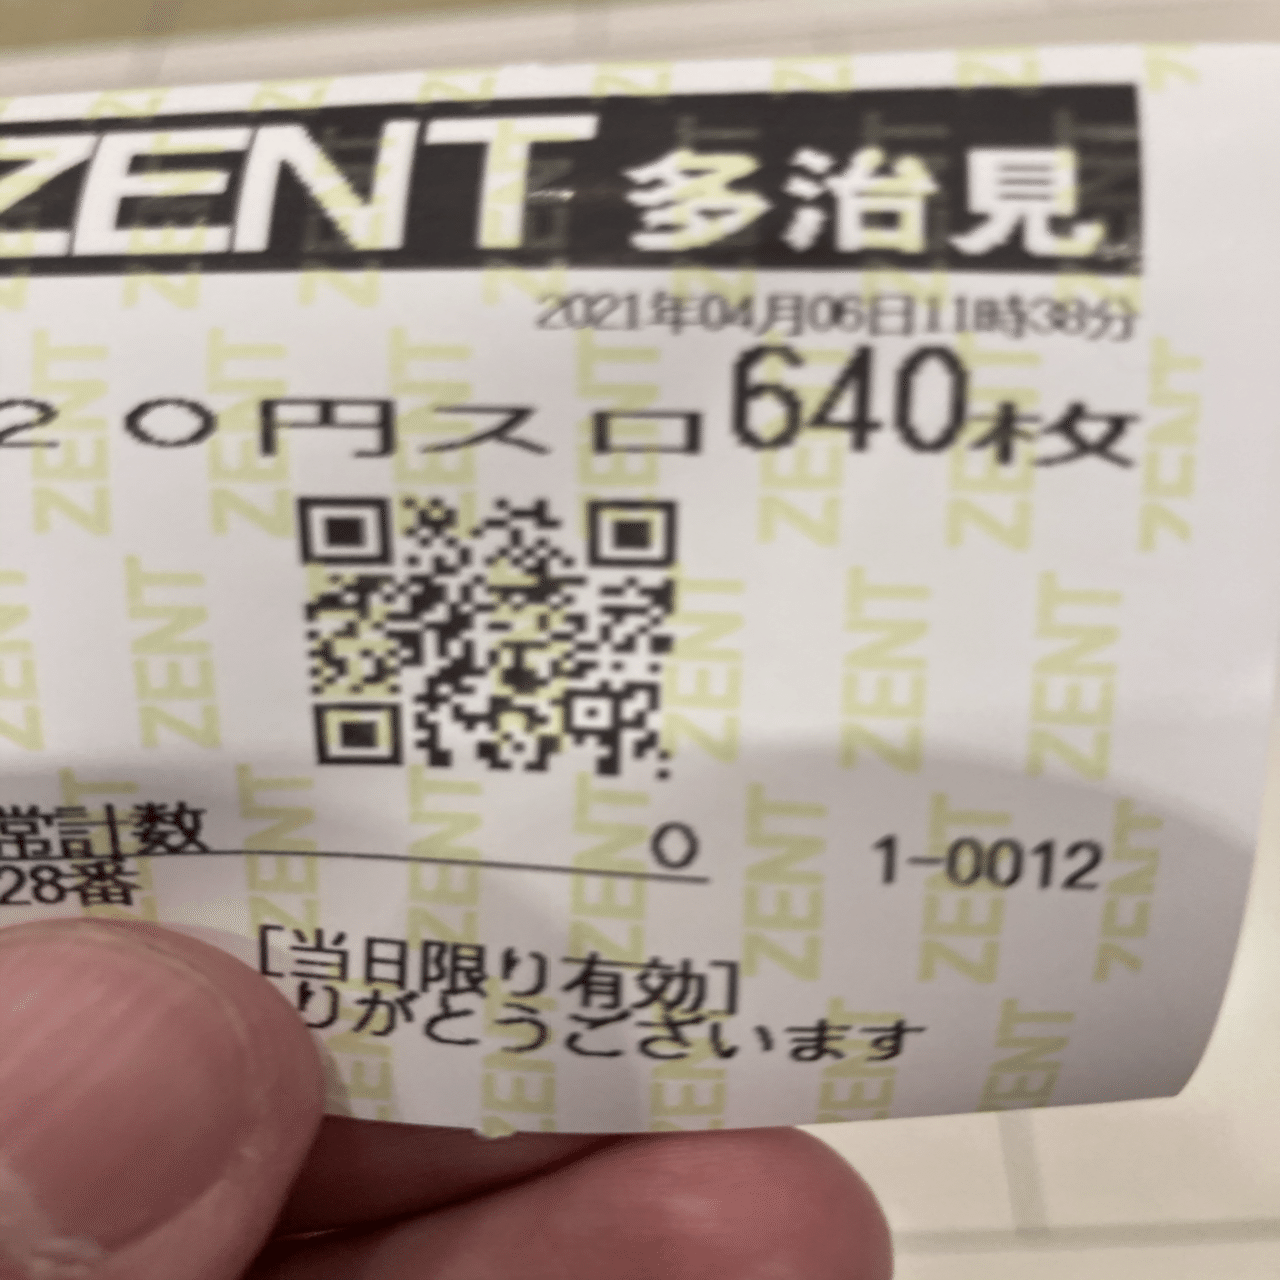 ZENT 多治見
2021年04月06日11時38分
20円スロ640枚
常計数 0 1-0012
28番
[当日限り有効]
りがとうございます